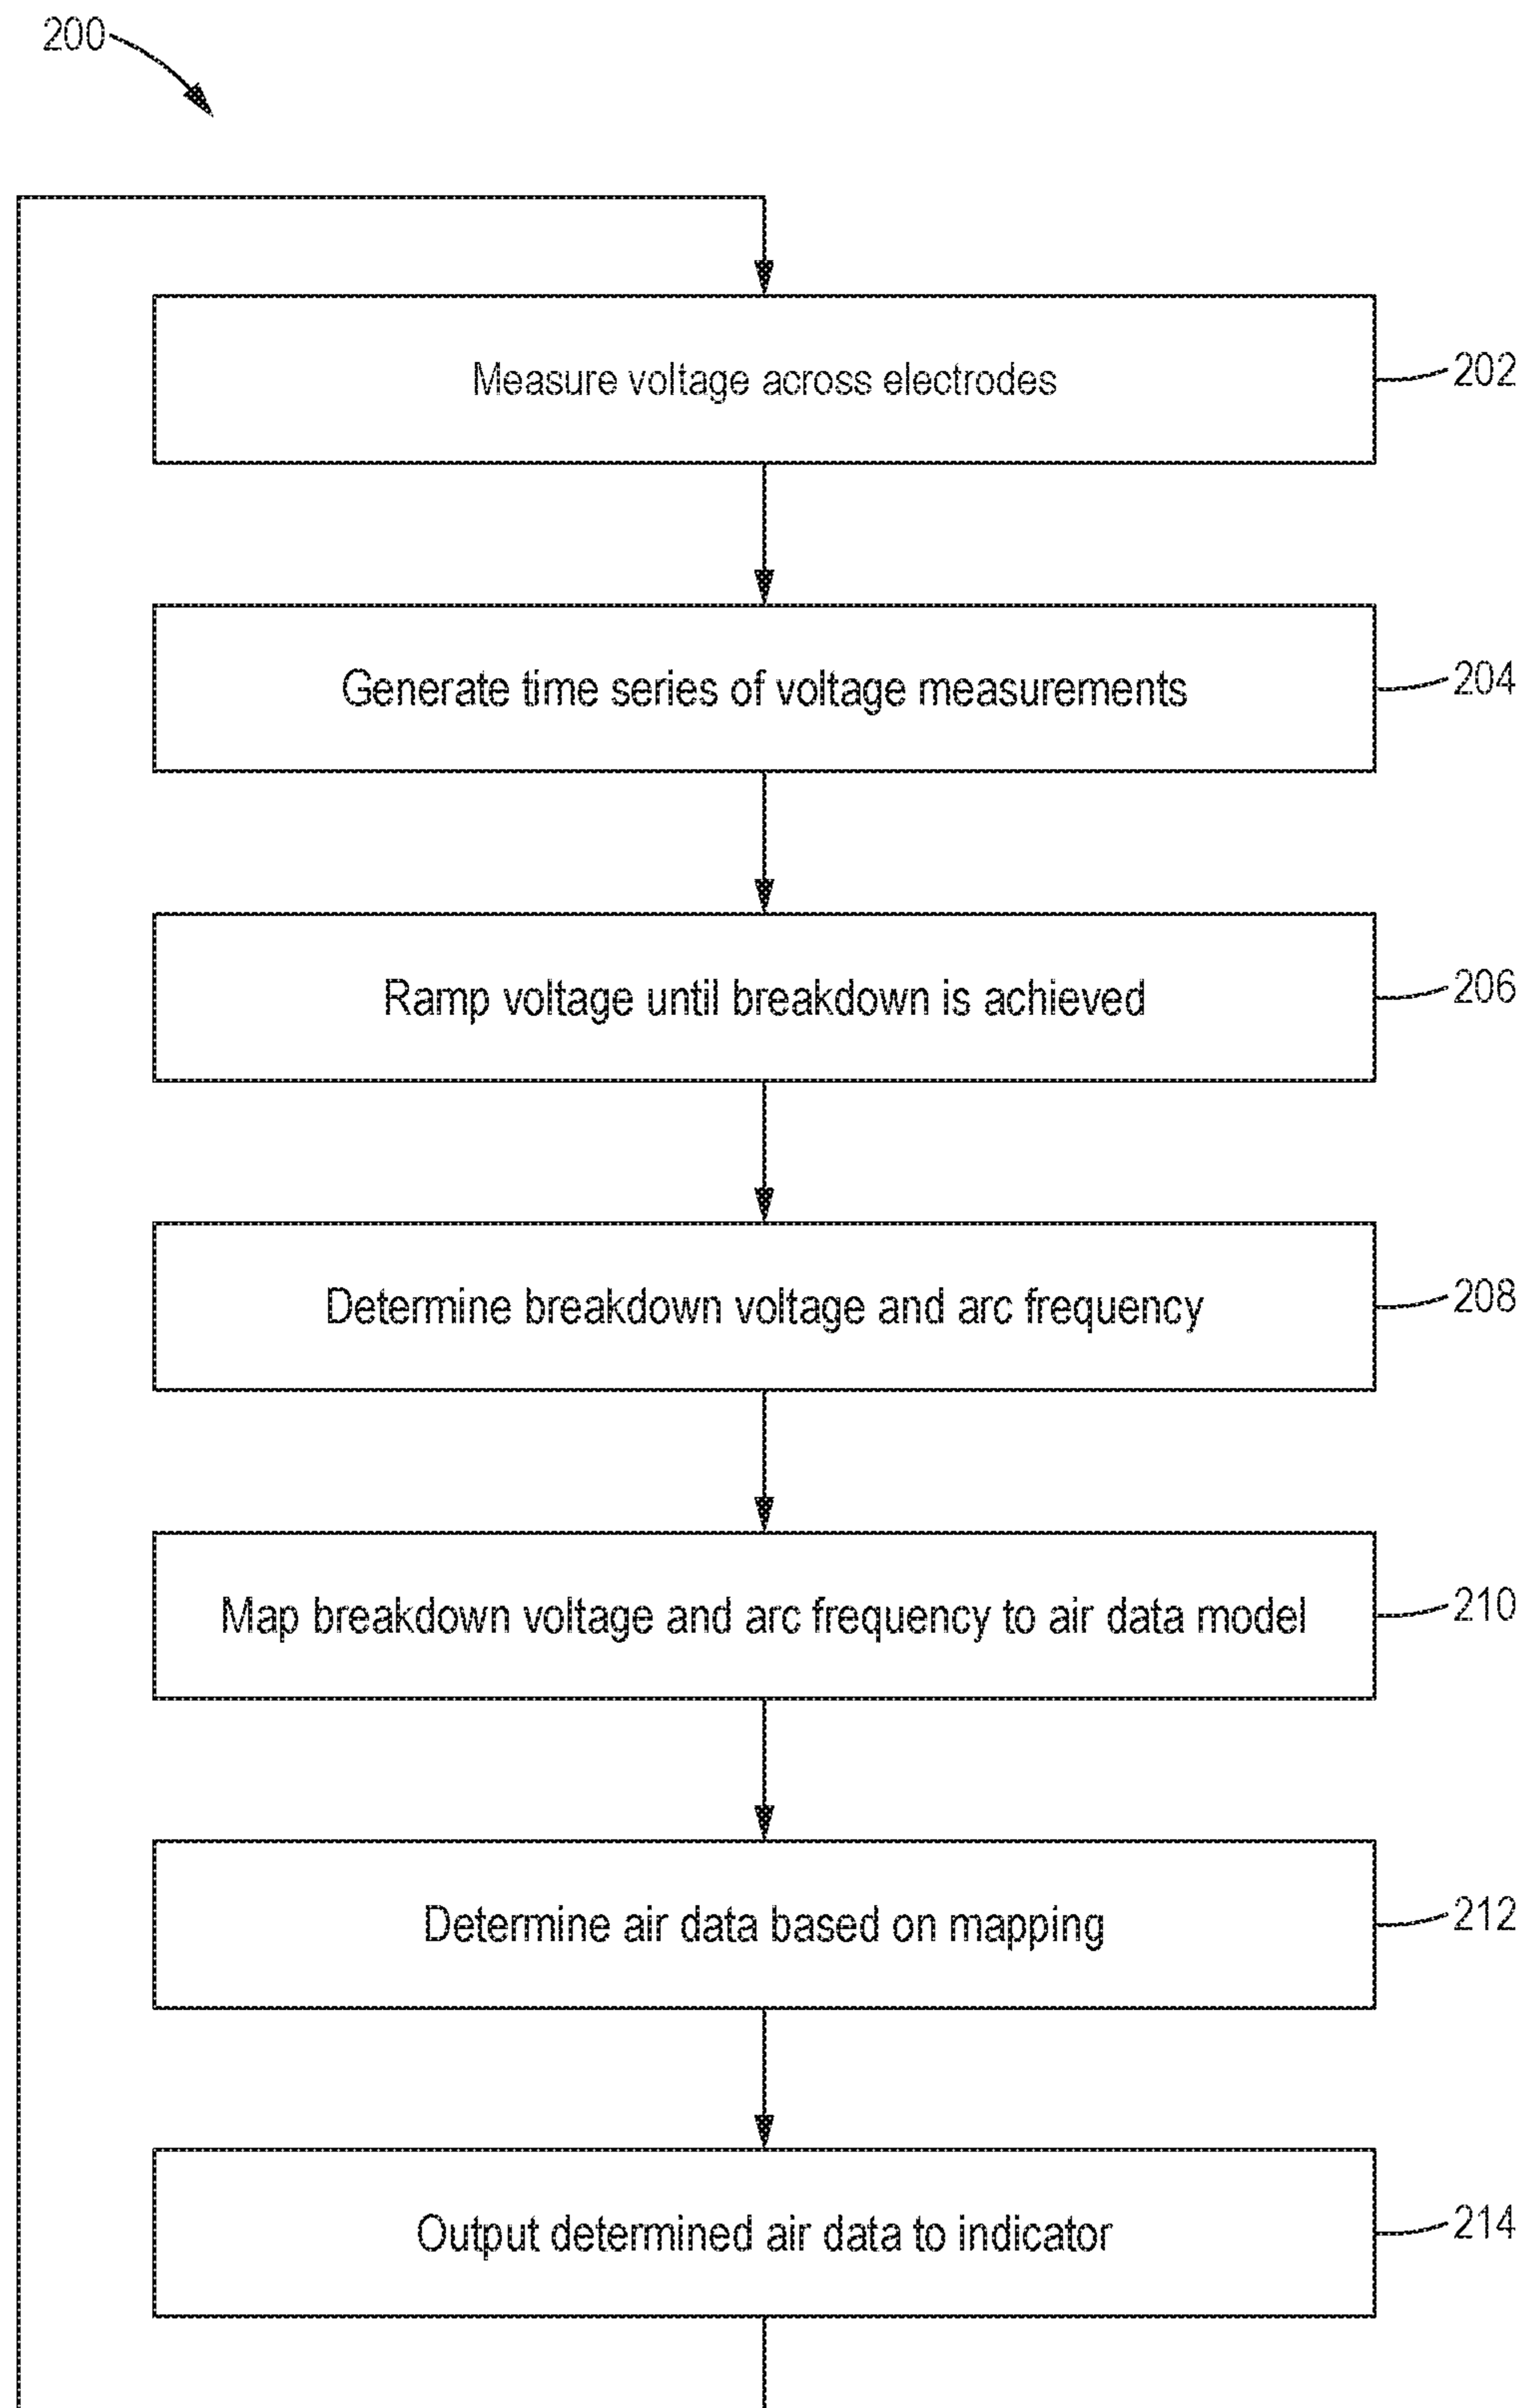 200
Measure voltage across electrodes
202
Generate time series of voltage measurements
204
Ramp voltage until breakdown is achieved
206
Determine breakdown voltage and arc frequency
208
Map breakdown voltage and arc frequency to air data model
210
Determine air data based on mapping
212
Output determined air data to indicator
214